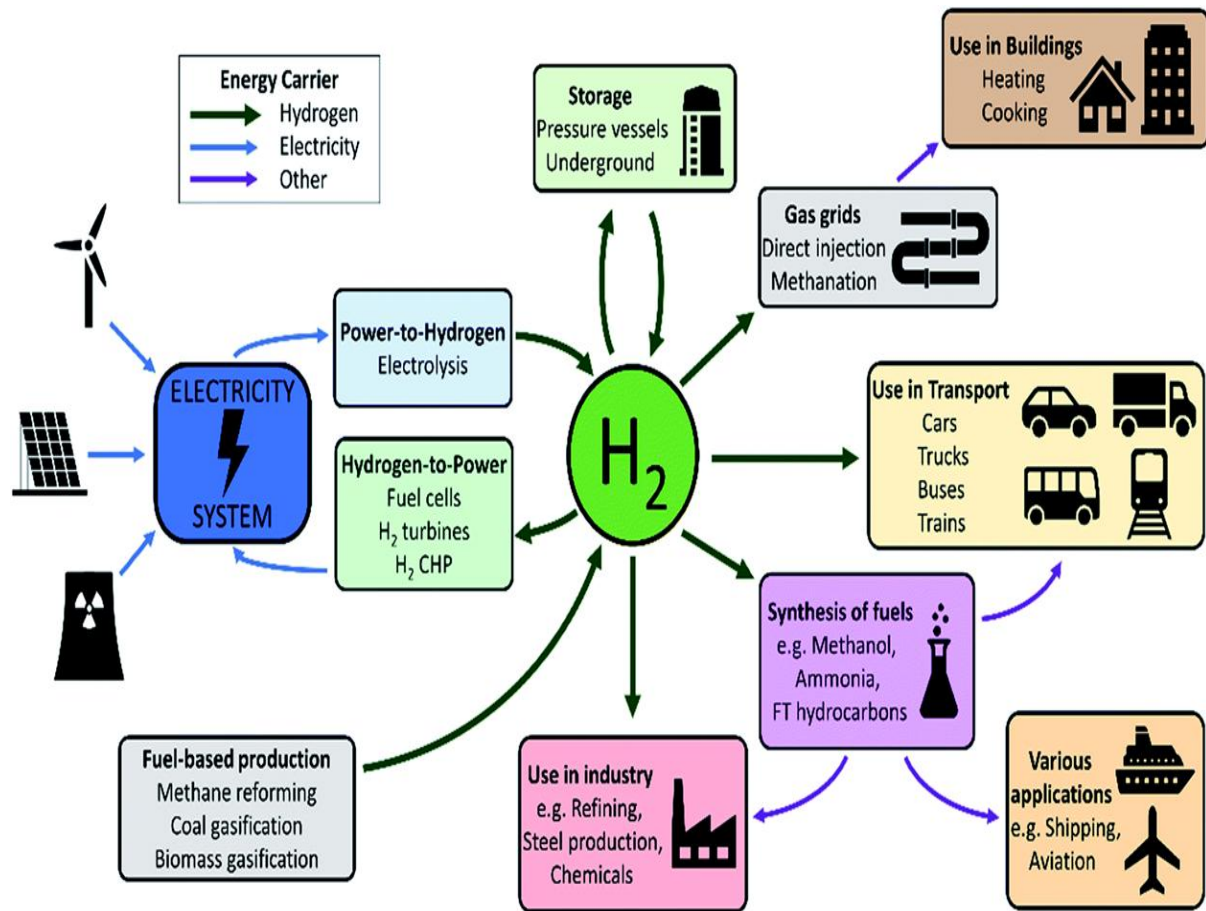 Energy Carrier
Hydrogen
Electricity
Other
Storage
Pressure vessels
Underground
Use in Buildings
Heating
Cooking
Gas grids
Direct injection
Methanation
Power-to-Hydrogen
Electrolysis
ELECTRICITY
SYSTEM
Hydrogen-to-Power
Fuel cells
H₂ turbines
H₂ CHP
H₂
Use in Transport
Cars
Trucks
Buses
Trains
Synthesis of fuels
e.g. Methanol,
Ammonia,
FT hydrocarbons
Fuel-based production
Methane reforming
Coal gasification
Biomass gasification
Use in industry
e.g. Refining,
Steel production,
Chemicals
Various
applications
e.g. Shipping,
Aviation